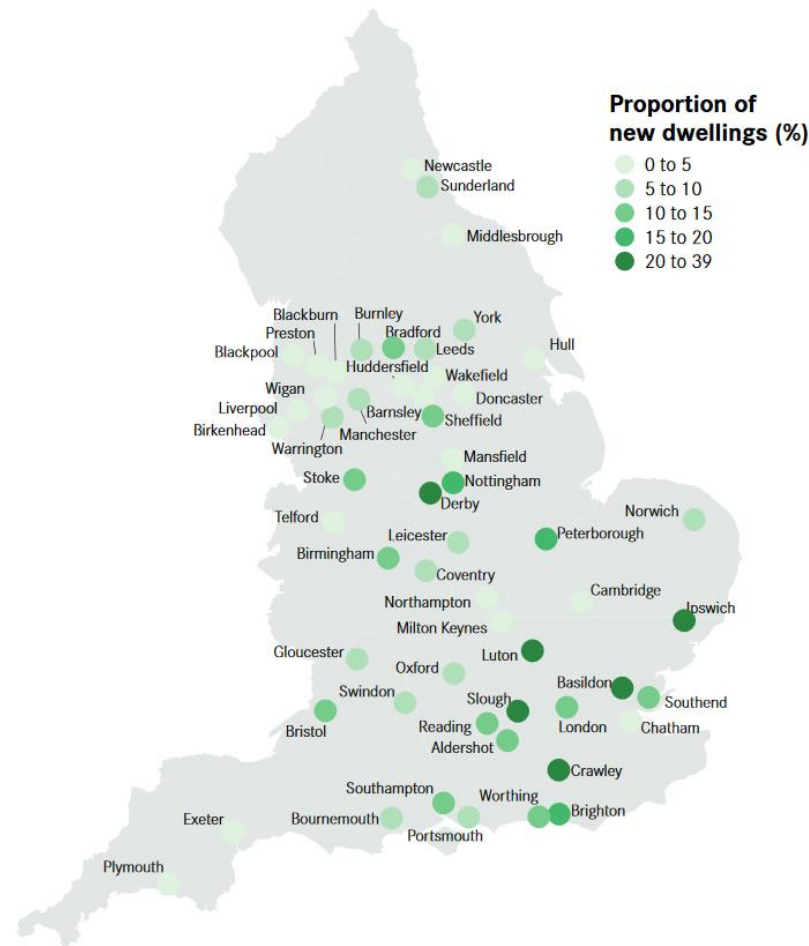 Proportion of
new dwellings (%)
0 to 5
5 to 10
10 to 15
15 to 20
20 to 39
Newcastle
Sunderland
Middlesbrough
Blackburn
Burnley
York
Preston
Bradford
Hull
Blackpool
Leeds
Huddersfield
Wakefield
Wigan
Doncaster
Liverpool
Barnsley
Sheffield
Birkenhead
Manchester
Warrington
Mansfield
Stoke
Nottingham
Derby
Telford
Norwich
Leicester
Peterborough
Birmingham
Coventry
Cambridge
Northampton
Ipswich
Milton Keynes
Gloucester
Luton
Oxford
Basildon
Swindon
Slough
Southend
Bristol
Reading
London
Chatham
Aldershot
Crawley
Southampton
Worthing
Exeter
Bournemouth
Brighton
Portsmouth
Plymouth